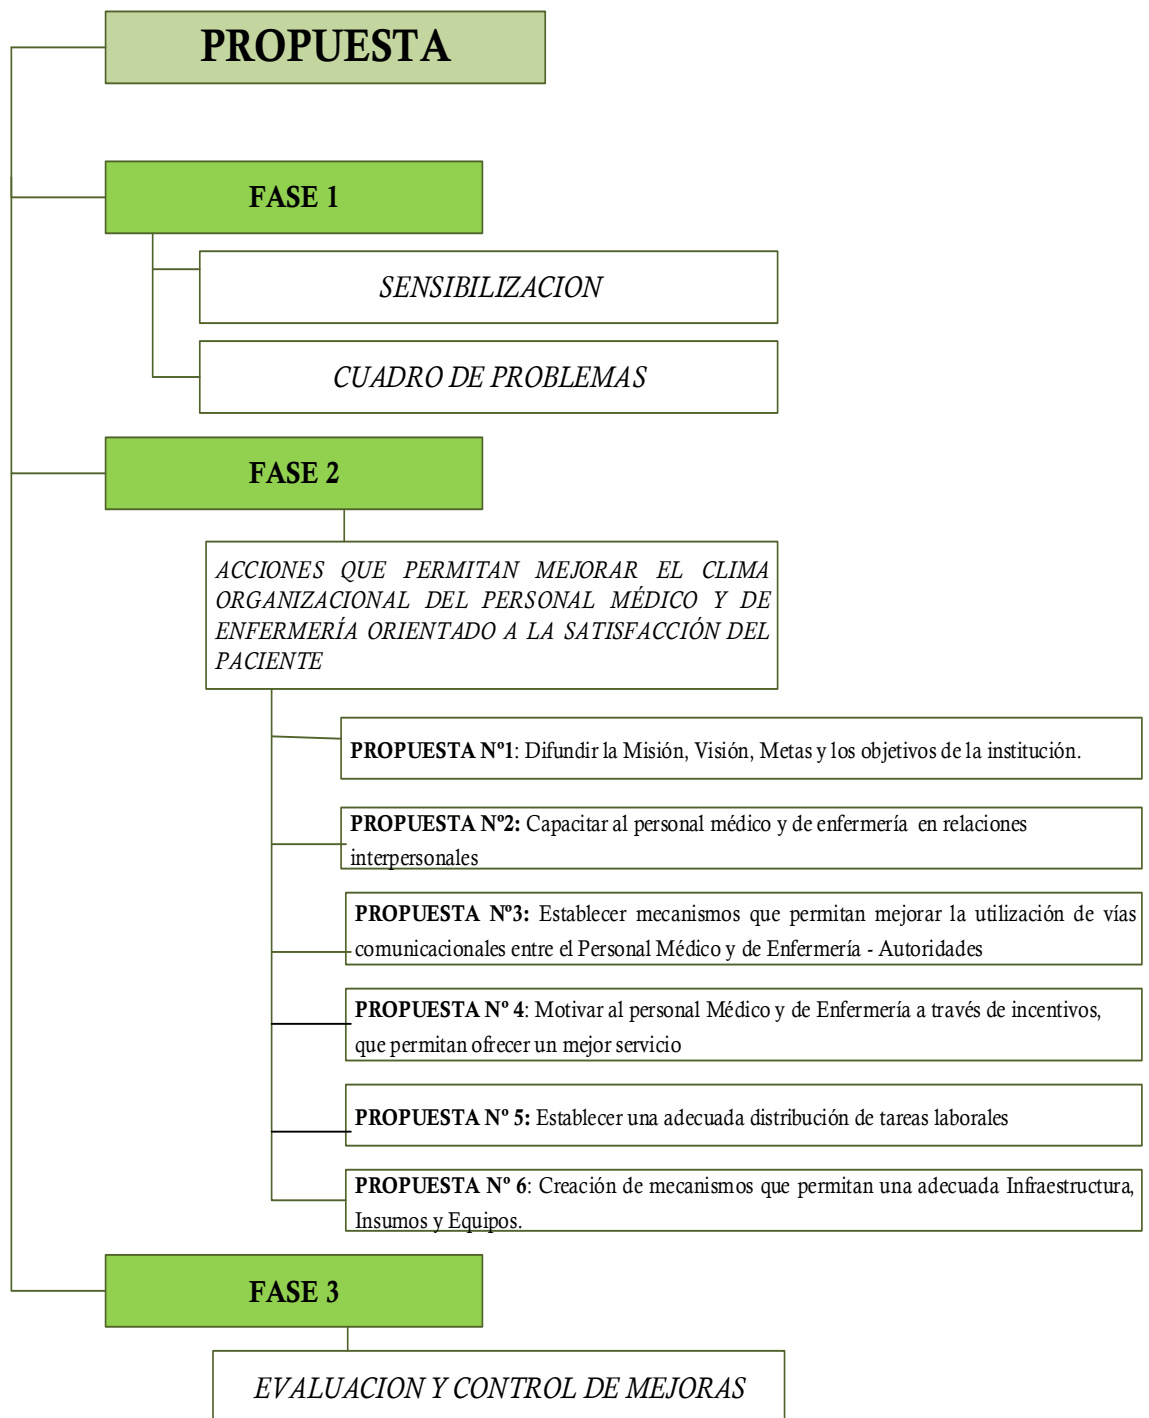 PROPUESTA
FASE 1
SENSIBILIZACION
CUADRO DE PROBLEMAS
FASE 2
ACCIONES QUE PERMITAN MEJORAR EL CLIMA
ORGANIZACIONAL DEL PERSONAL MÉDICO Y DE
ENFERMERÍA ORIENTADO A LA SATISFACCIÓN DEL
PACIENTE
PROPUESTA Nº1: Difundir la Misión, Visión, Metas y los objetivos de la institución.
PROPUESTA Nº2: Capacitar al personal médico y de enfermería en relaciones
interpersonales
PROPUESTA Nº3: Establecer mecanismos que permitan mejorar la utilización de vías
comunicacionales entre el Personal Médico y de Enfermería - Autoridades
PROPUESTA Nº 4: Motivar al personal Médico y de Enfermería a través de incentivos,
que permitan ofrecer un mejor servicio
PROPUESTA Nº 5: Establecer una adecuada distribución de tareas laborales
PROPUESTA Nº 6: Creación de mecanismos que permitan una adecuada Infraestructura,
Insumos y Equipos.
FASE 3
EVALUACION Y CONTROL DE MEJORAS